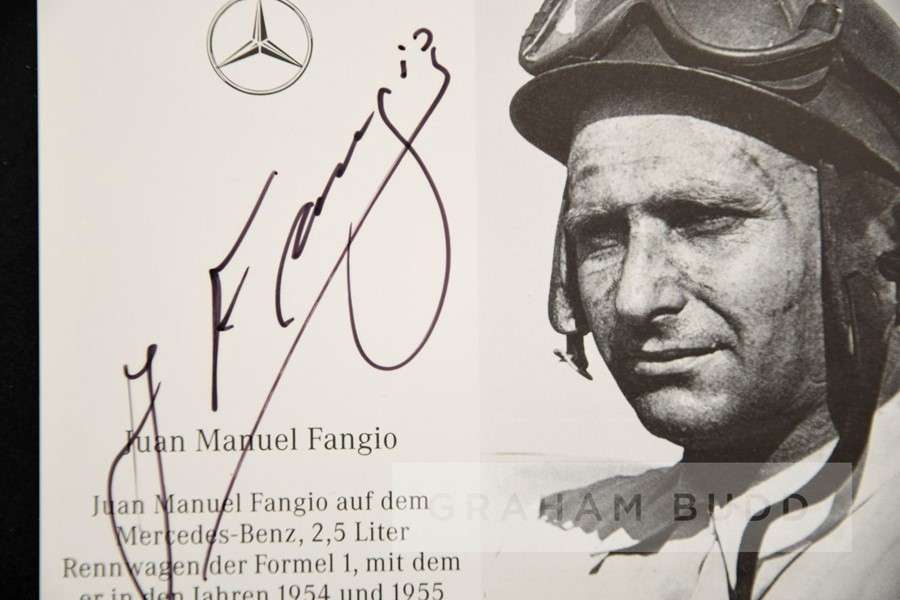 J F Fangio
Juan Manuel Fangio
Juan Manuel Fangio auf dem
Mercedes-Benz, 2,5 Liter
Rennwagen der Formel 1, mit dem
er in den Jahren 1954 und 1955
GRAHAM BUDD